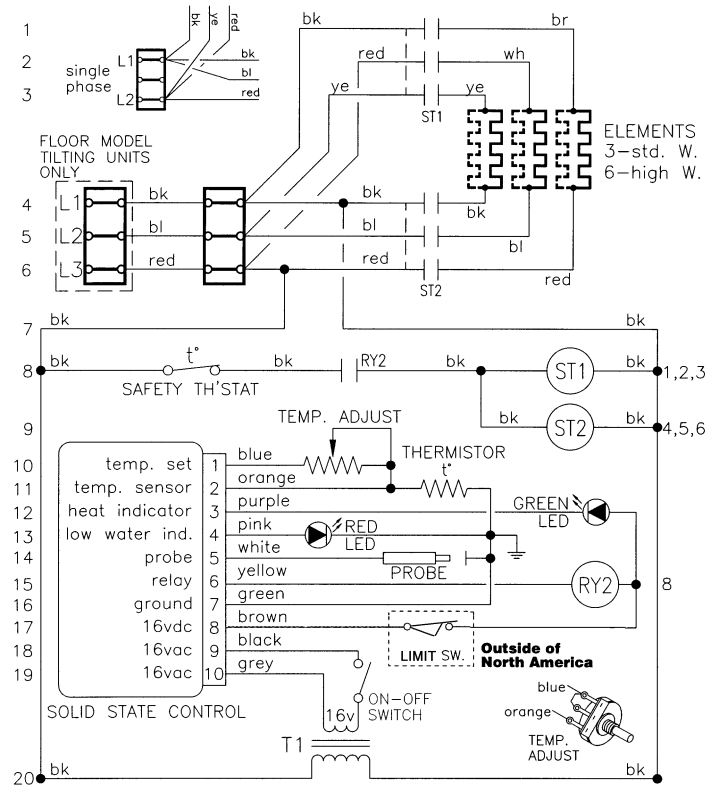 1
bk
ye
red
bk
br
2
single
phase
L1
bk
bl
red
wh
3
L2
red
ye
ye
ST1
FLOOR MODEL
TILTING UNITS
ONLY
ELEMENTS
3-std. W.
6-high W.
4
L1
bk
bk
bk
5
L2
bl
bl
bl
6
L3
red
red
red
ST2
7
bk
bk
8
bk
t°
bk
RY2
bk
ST1
bk
1,2,3
SAFETY TH'STAT
9
TEMP. ADJUST
bk
ST2
bk
4,5,6
10
temp. set
1
blue
THERMISTOR
t°
11
temp. sensor
2
orange
12
heat indicator
3
purple
GREEN
LED
13
low water ind.
4
pink
RED
LED
14
probe
5
white
PROBE
15
relay
6
yellow
RY2
8
16
ground
7
green
17
16vdc
8
brown
LIMIT SW.
Outside of
North America
18
16vac
9
black
19
16vac
10
grey
ON-OFF
SWITCH
blue
orange
TEMP.
ADJUST
SOLID STATE CONTROL
16v
T1
20
bk
bk